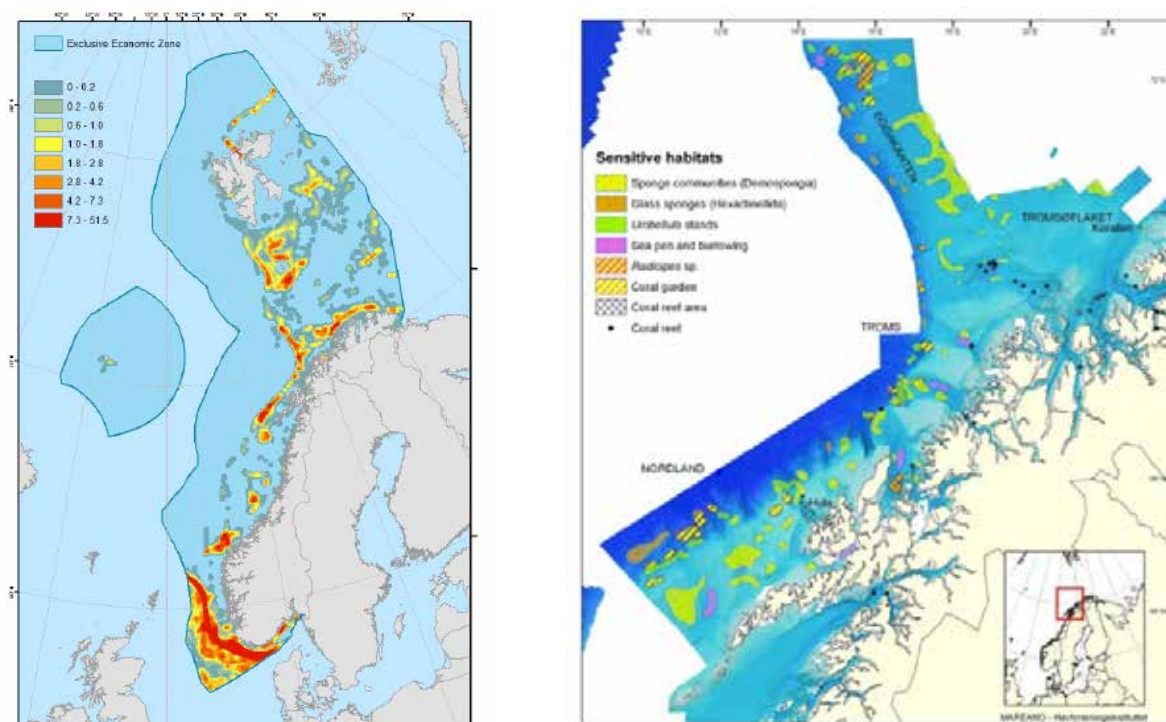 Exclusive Economic Zone
0 - 0.2
0.2 - 0.6
0.6 - 1.0
1.0 - 1.8
1.8 - 2.8
2.8 - 4.2
4.2 - 7.3
7.3 - 51.5
EGGAKANTEN
Sensitive habitats
Sponge communities (Demospongia)
Glass sponges (Hexactinellida)
Umbellula stands
Sea pen and burrowing
Radicipes sp.
Coral garden
Coral reef area
Coral reef
TROMSØFLAKET
TROMS
NORDLAND
MAREANO - Havforskningsinstituttet